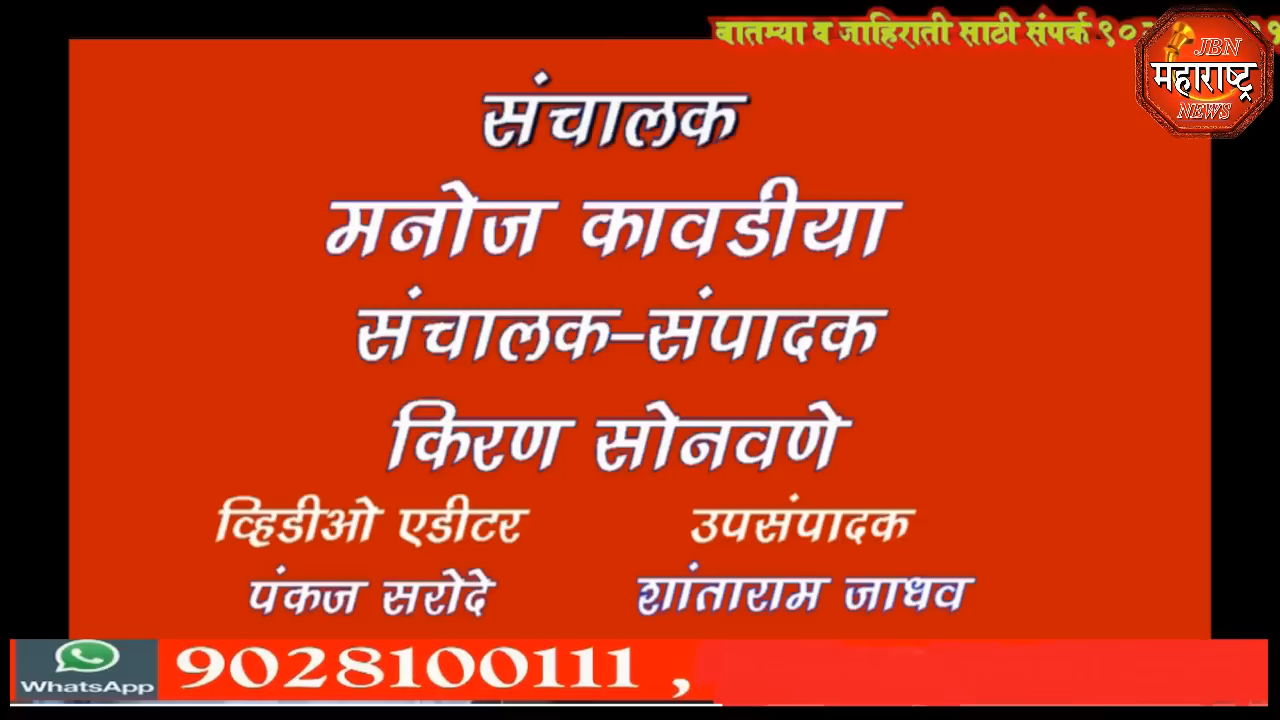 बातम्या व जाहिराती साठी संपर्क
JBN
महाराष्ट्र
NEWS
संचालक
मनोज कावडीया
संचालक-संपादक
किरण सोनवणे
व्हिडीओ एडीटर
उपसंपादक
पंकज सरोदे
शांताराम जाधव
WhatsApp
9028100111 ,